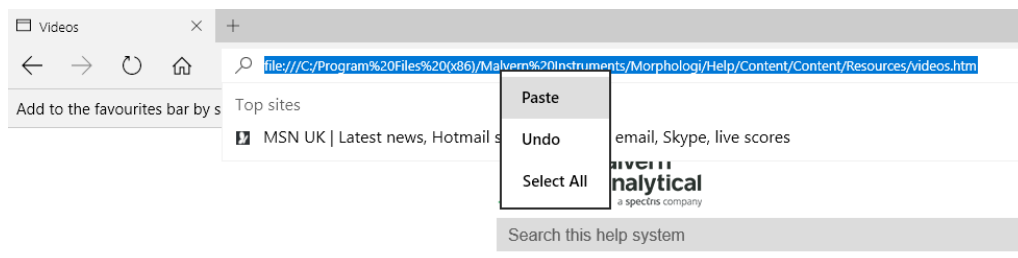 Videos
file:///C:/Program%20Files%20(x86)/Malvern%20Instruments/Morphologi/Help/Content/Content/Resources/videos.htm
Add to the favourites bar by s
Top sites
MSN UK | Latest news, Hotmail s email, Skype, live scores
Paste
Undo
Select All
nalytical
a spectris company
Search this help system